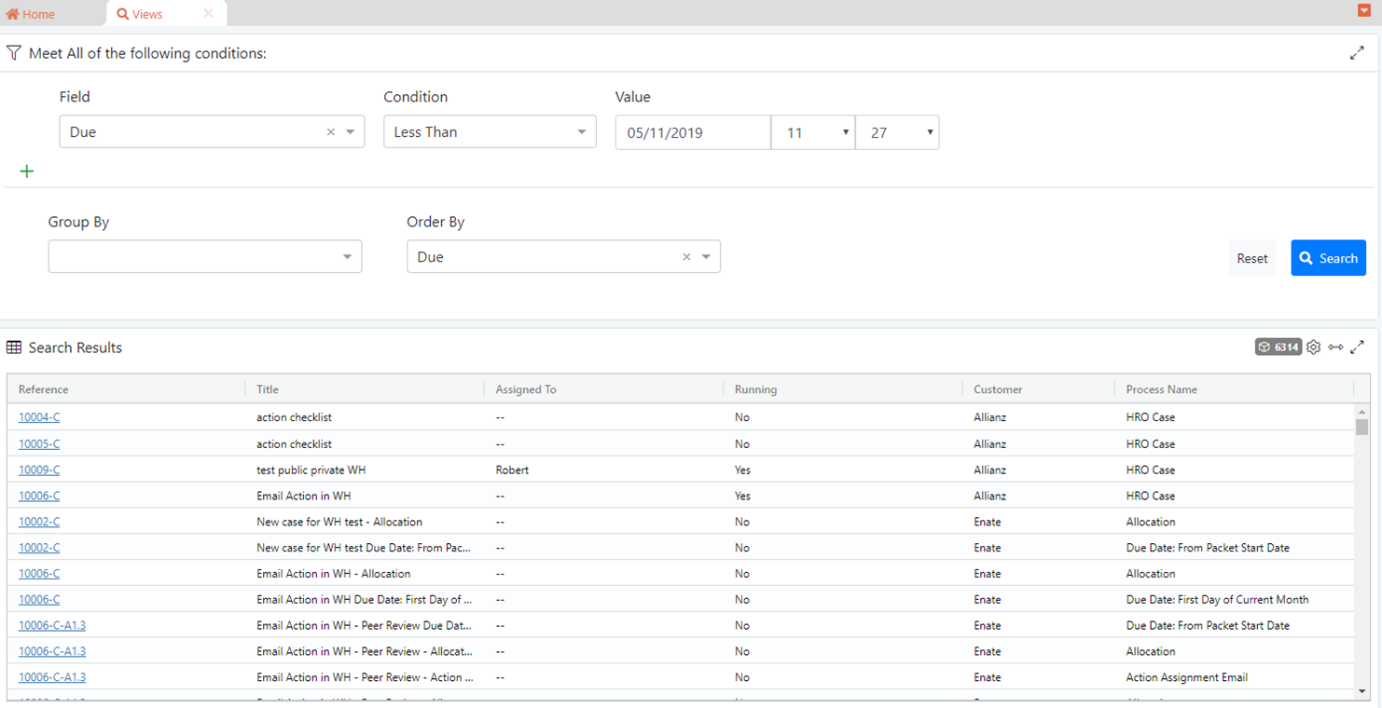 Home Views
Meet All of the following conditions:
Field Condition Value
Due Less Than 05/11/2019 11 27
Group By Order By
Due Reset Search
Search Results 6314
Reference Title Assigned To Running Customer Process Name
10004-C action checklist -- No Allianz HRO Case
10005-C action checklist -- No Allianz HRO Case
10009-C test public private WH Robert Yes Allianz HRO Case
10006-C Email Action in WH -- Yes Allianz HRO Case
10002-C New case for WH test - Allocation -- No Enate Allocation
10002-C New case for WH test Due Date: From Pac... -- No Enate Due Date: From Packet Start Date
10006-C Email Action in WH - Allocation -- No Enate Allocation
10006-C Email Action in WH Due Date: First Day of ... -- No Enate Due Date: First Day of Current Month
10006-C-A1.3 Email Action in WH - Peer Review Due Dat... -- No Enate Due Date: From Packet Start Date
10006-C-A1.3 Email Action in WH - Peer Review - Allocat... -- No Enate Allocation
10006-C-A1.3 Email Action in WH - Peer Review - Action ... -- No Enate Action Assignment Email